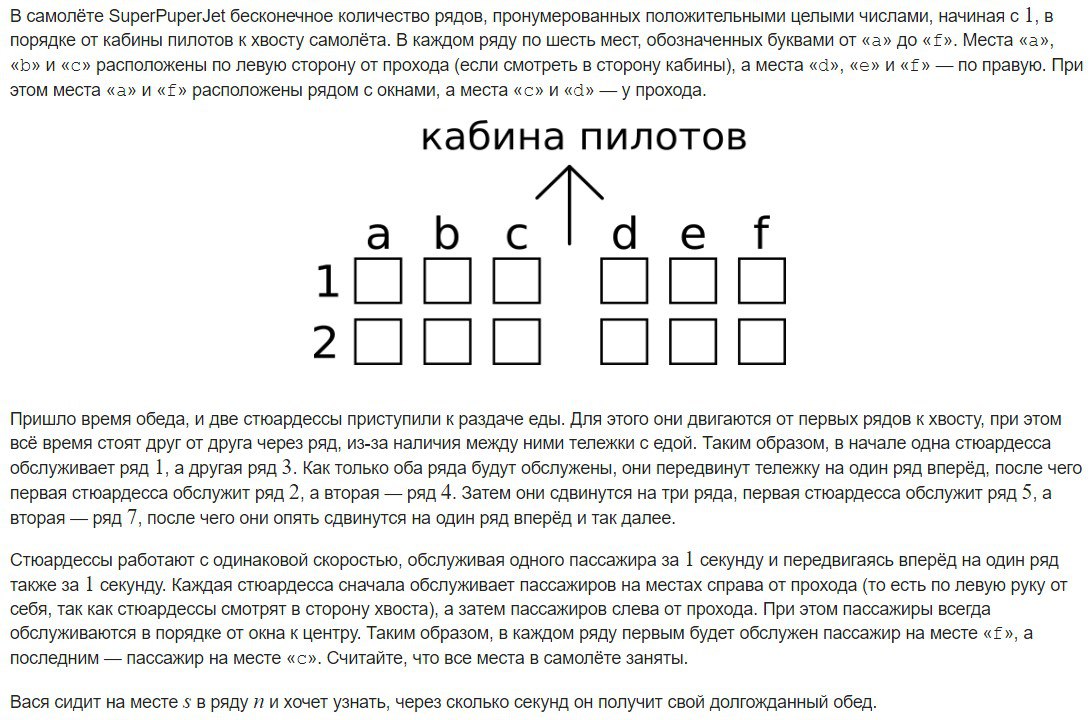 В самолёте SuperPuperJet бесконечное количество рядов, пронумерованных положительными целыми числами, начиная с 1, в
порядке от кабины пилотов к хвосту самолёта. В каждом ряду по шесть мест, обозначенных буквами от «a» до «f». Места «a»,
«b» и «c» расположены по левую сторону от прохода (если смотреть в сторону кабины), а места «d», «e» и «f» — по правую. При
этом места «a» и «f» расположены рядом с окнами, а места «c» и «d» — у прохода.
кабина пилотов
a b c d e f
1
2
Пришло время обеда, и две стюардессы приступили к раздаче еды. Для этого они двигаются от первых рядов к хвосту, при этом
всё время стоят друг от друга через ряд, из-за наличия между ними тележки с едой. Таким образом, в начале одна стюардесса
обслуживает ряд 1, а другая ряд 3. Как только оба ряда будут обслужены, они передвинут тележку на один ряд вперёд, после чего
первая стюардесса обслужит ряд 2, а вторая — ряд 4. Затем они сдвинутся на три ряда, первая стюардесса обслужит ряд 5, а
вторая — ряд 7, после чего они опять сдвинутся на один ряд вперёд и так далее.
Стюардессы работают с одинаковой скоростью, обслуживая одного пассажира за 1 секунду и передвигаясь вперёд на один ряд
также за 1 секунду. Каждая стюардесса сначала обслуживает пассажиров на местах справа от прохода (то есть по левую руку от
себя, так как стюардессы смотрят в сторону хвоста), а затем пассажиров слева от прохода. При этом пассажиры всегда
обслуживаются в порядке от окна к центру. Таким образом, в каждом ряду первым будет обслужен пассажир на месте «f», а
последним — пассажир на месте «c». Считайте, что все места в самолёте заняты.
Вася сидит на месте s в ряду n и хочет узнать, через сколько секунд он получит свой долгожданный обед.